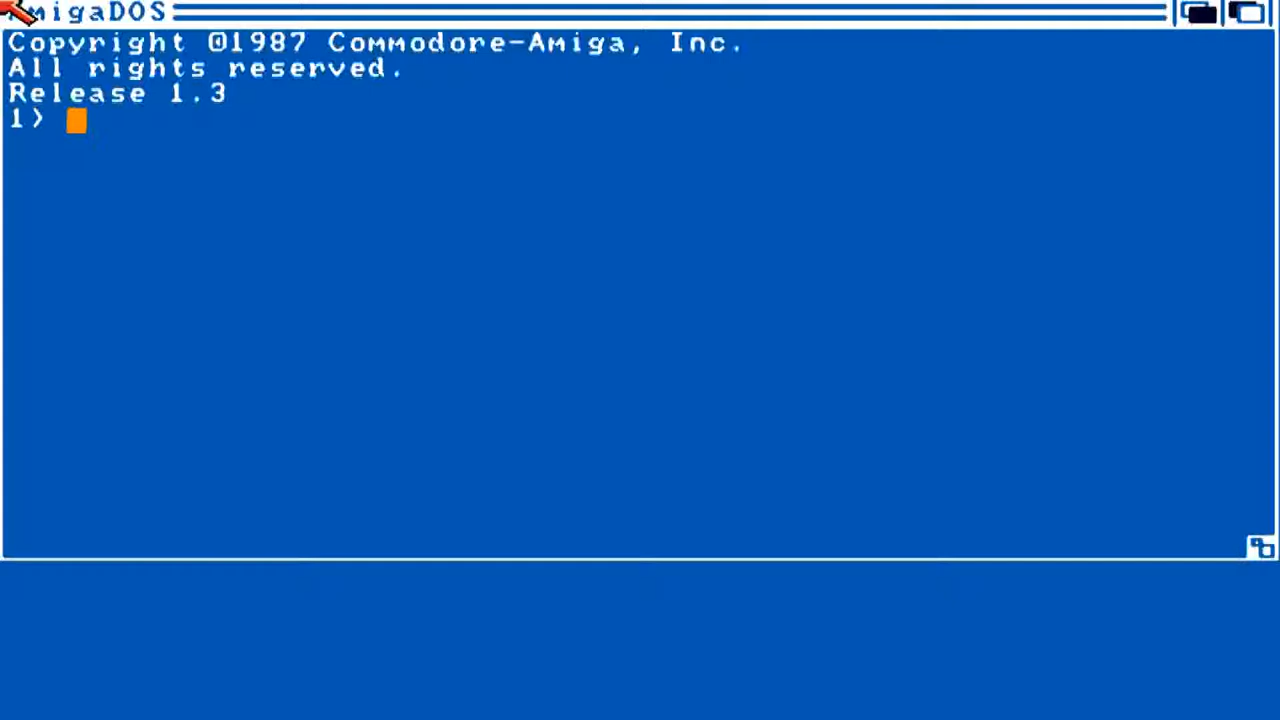 AmigaDOS
Copyright ©1987 Commodore-Amiga, Inc.
All rights reserved.
Release 1.3
1>